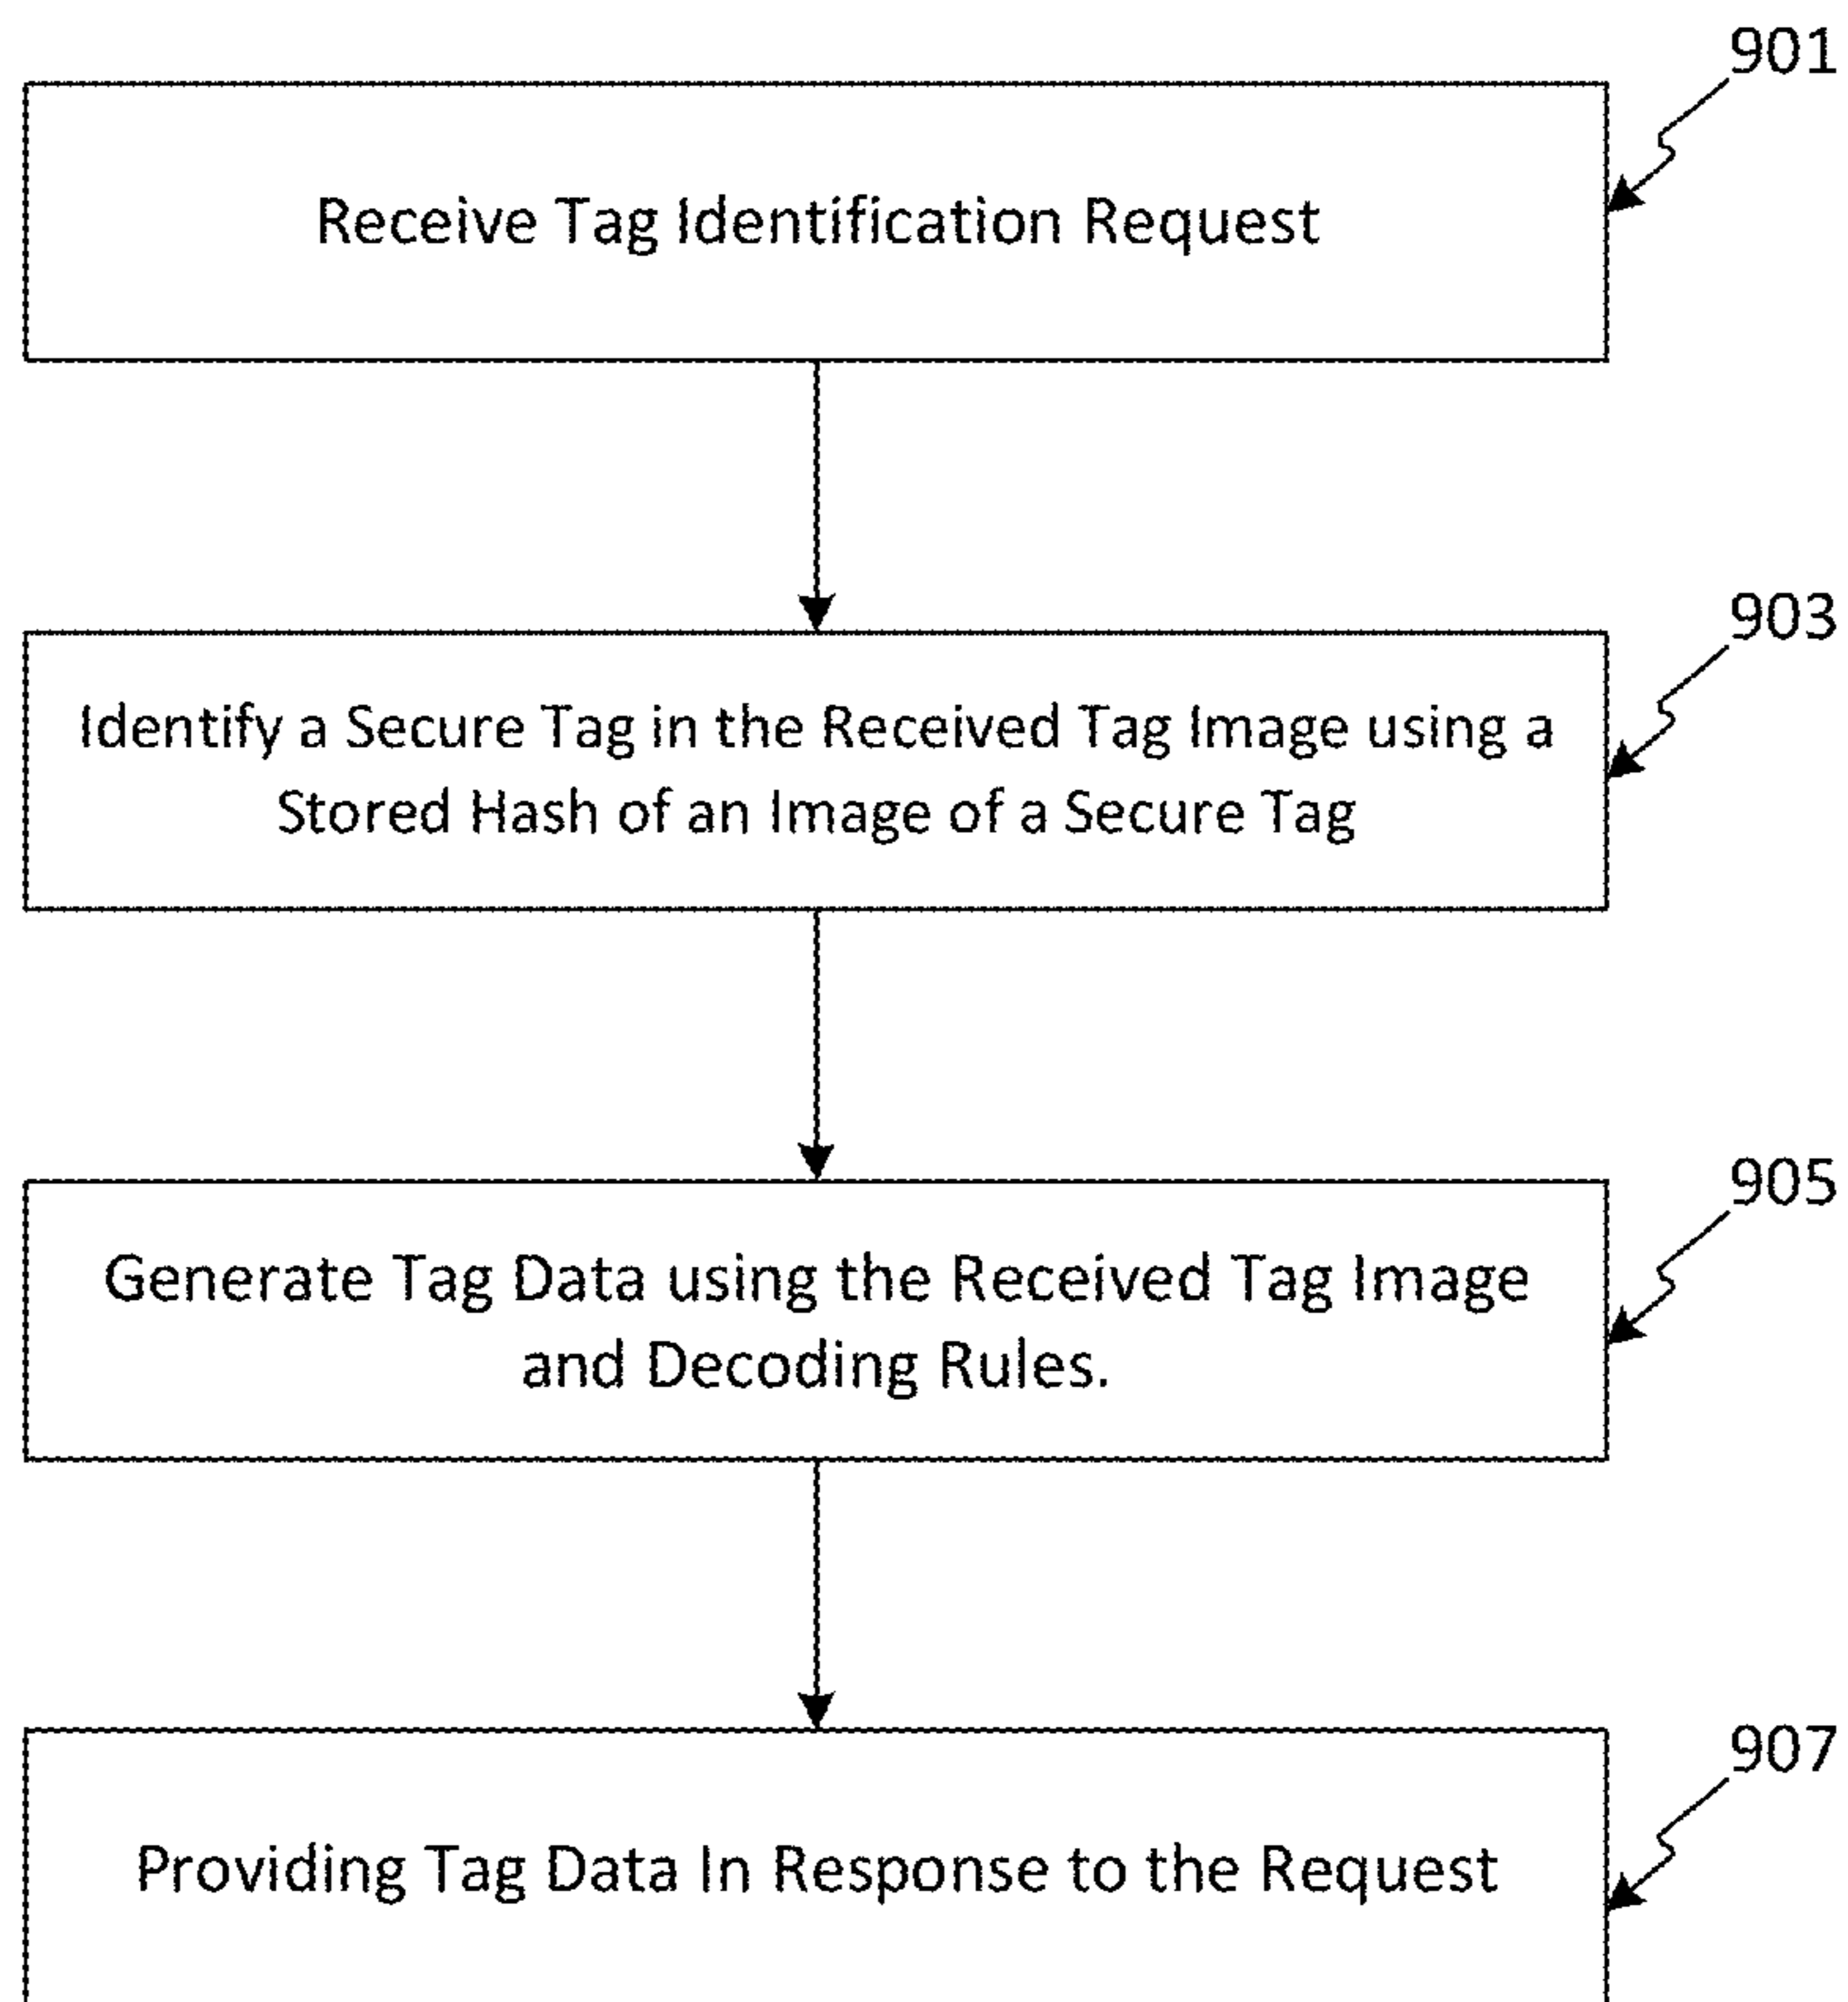 901
Receive Tag Identification Request
903
Identify a Secure Tag in the Received Tag Image using a
Stored Hash of an Image of a Secure Tag
905
Generate Tag Data using the Received Tag Image
and Decoding Rules.
907
Providing Tag Data In Response to the Request